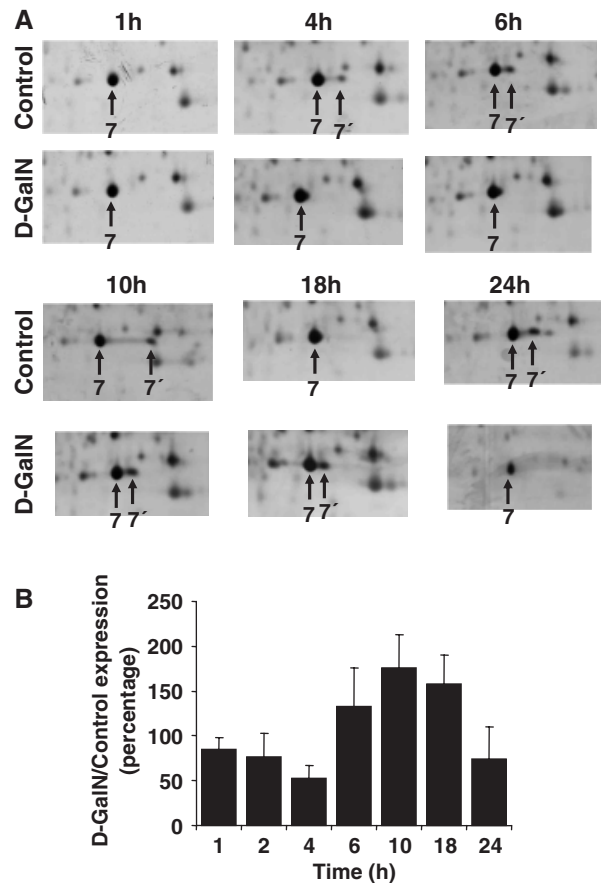 A
1h 4h 6h
Control
7 7 7´ 7 7´
D-GalN
7 7 7
10h 18h 24h
Control
7 7´ 7 7 7´
D-GalN
7 7´ 7 7´ 7
B
D-GalN/Control expression
(percentage)
250
200
150
100
50
0
1 2 4 6 10 18 24
Time (h)